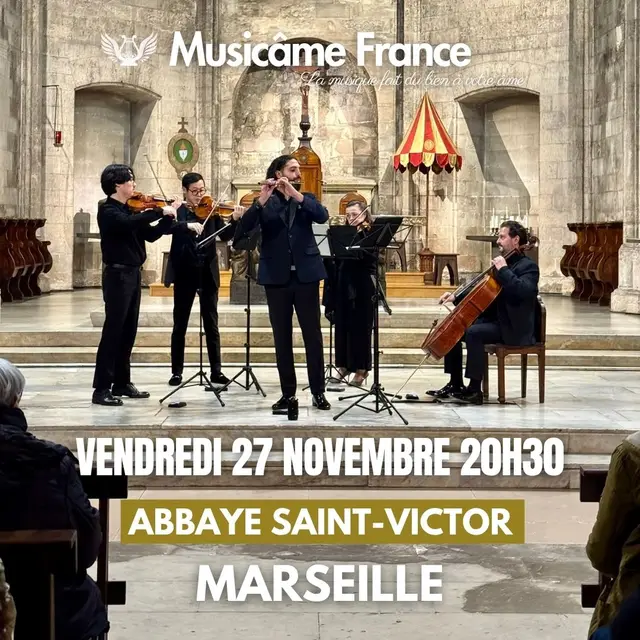 Musicâme France
La musique fait du bien à votre âme
VENDREDI 27 NOVEMBRE 20H30
ABBAYE SAINT-VICTOR
MARSEILLE